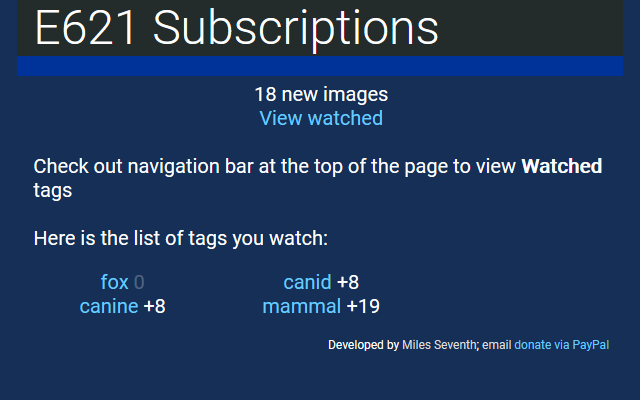 E621 Subscriptions
18 new images
View watched
Check out navigation bar at the top of the page to view Watched
tags
Here is the list of tags you watch:
fox 0 canid +8
canine +8 mammal +19
Developed by Miles Seventh; email donate via PayPal